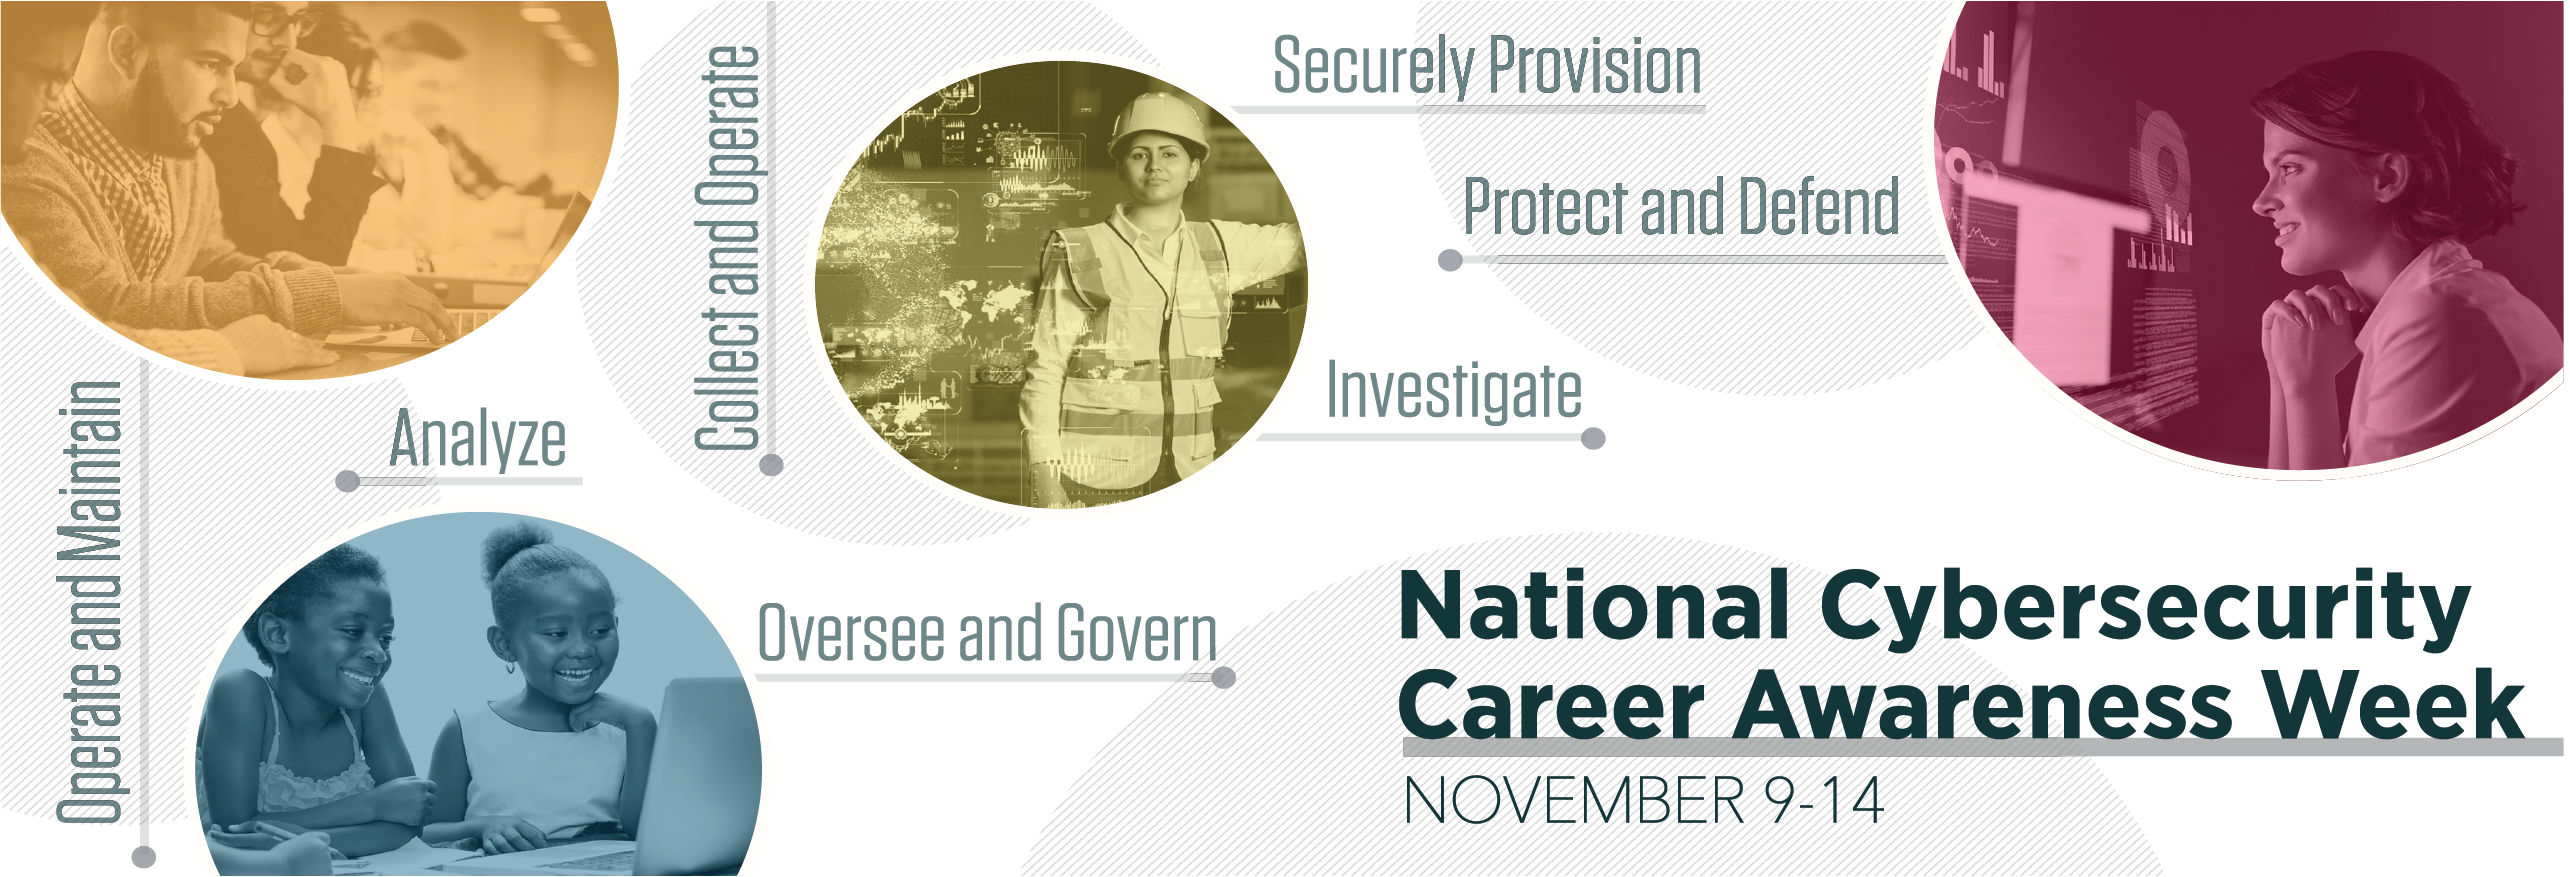 Securely Provision
Collect and Operate
Protect and Defend
Investigate
Operate and Maintain
Analyze
Oversee and Govern
National Cybersecurity
Career Awareness Week
NOVEMBER 9-14